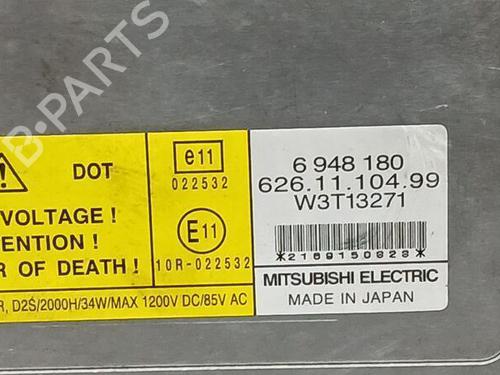 B-PARTS
DOT
VOLTAGE !
ENTION !
R OF DEATH !
R, D2S/2000H/34W/MAX 1200V DC/85V AC
e11
022532
E11
10R-022532
6 948 180
626.11.104.99
W3T13271
*2169150823*
MITSUBISHI ELECTRIC
MADE IN JAPAN